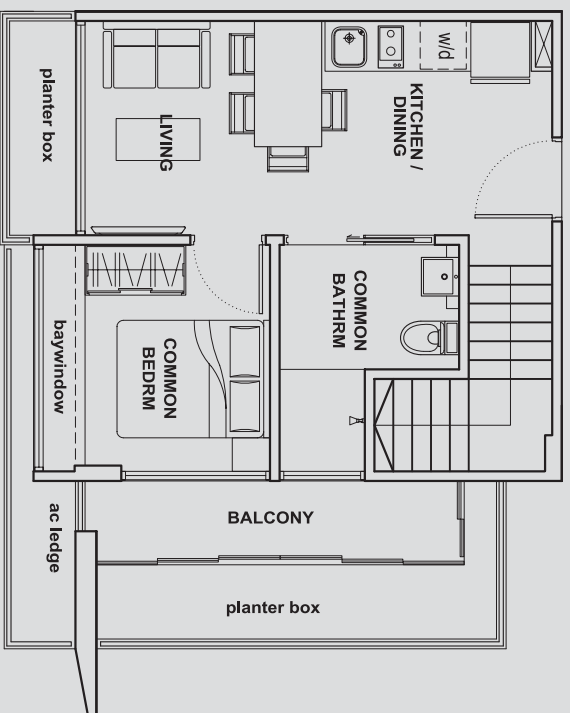 planter box
LIVING
w/d
KITCHEN /
DINING
baywindow
COMMON
BEDRM
COMMON
BATHRM
ac ledge
BALCONY
planter box